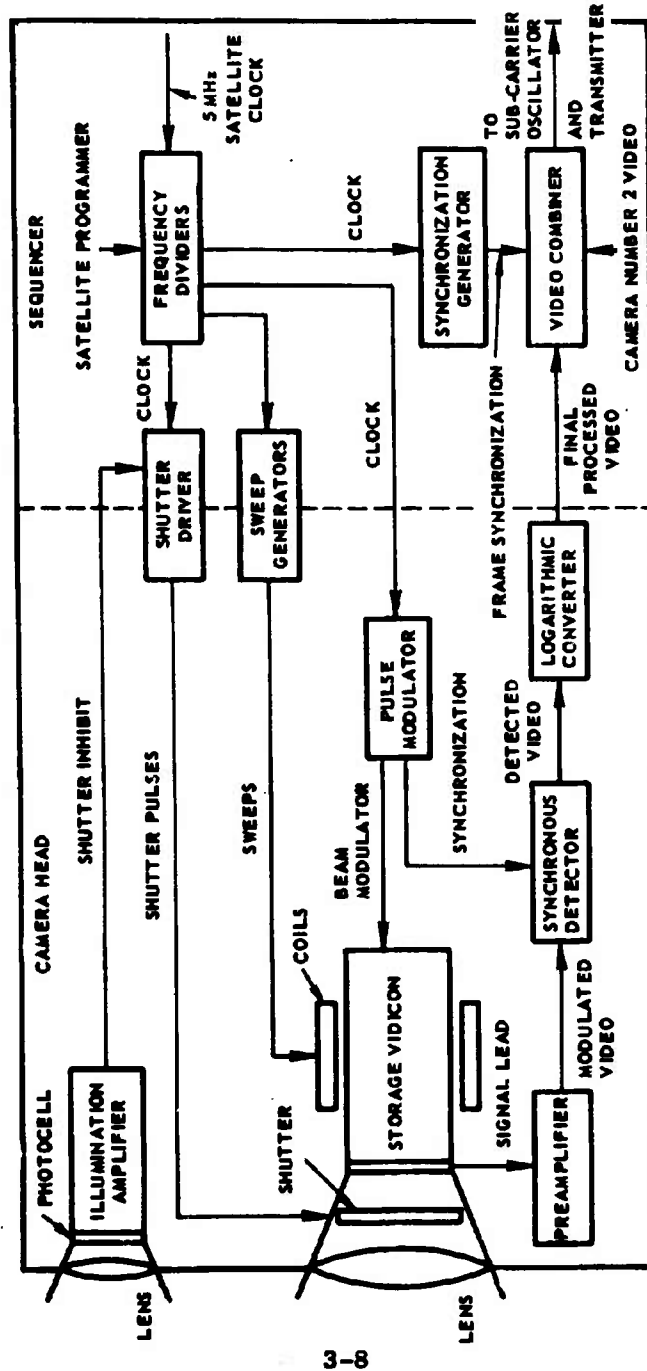 SEQUENCER
CAMERA HEAD
SATELLITE PROGRAMMER
5 MHz
SATELLITE
CLOCK
PHOTOCELL
ILLUMINATION
AMPLIFIER
LENS
SHUTTER INHIBIT
CLOCK
FREQUENCY
DIVIDERS
SHUTTER
DRIVER
SHUTTER PULSES
SWEEP
GENERATORS
SWEEPS
COILS
CLOCK
CLOCK
SHUTTER
STORAGE VIDICON
BEAM
MODULATOR
PULSE
MODULATOR
SYNCHRONIZATION
SYNCHRONIZATION
GENERATOR
TO
SUB-CARRIER
OSCILLATOR
AND
TRANSMITTER
LENS
SIGNAL LEAD
FRAME SYNCHRONIZATION
PREAMPLIFIER
MODULATED
VIDEO
SYNCHRONOUS
DETECTOR
DETECTED
VIDEO
LOGARITHMIC
CONVERTER
FINAL
PROCESSED
VIDEO
VIDEO COMBINER
CAMERA NUMBER 2 VIDEO
3-8